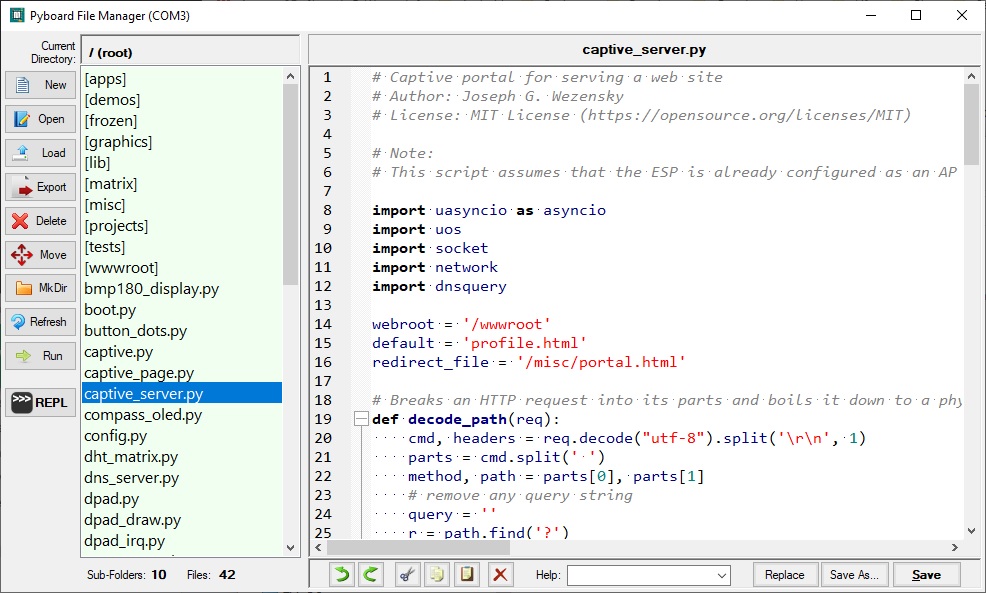 Pyboard File Manager (COM3)
Current
Directory:
/ (root)
New
Open
Load
Export
Delete
Move
MkDir
Refresh
Run
>>> REPL
[apps]
[demos]
[frozen]
[graphics]
[lib]
[matrix]
[misc]
[projects]
[tests]
[wwwroot]
bmp180_display.py
boot.py
button_dots.py
captive.py
captive_page.py
captive_server.py
compass_oled.py
config.py
dht_matrix.py
dns_server.py
dpad.py
dpad_draw.py
dpad_irq.py
Sub-Folders: 10 Files: 42
captive_server.py
1 # Captive portal for serving a web site
2 # Author: Joseph G. Wezensky
3 # License: MIT License (https://opensource.org/licenses/MIT)
4
5 # Note:
6 # This script assumes that the ESP is already configured as an AP
7
8 import uasyncio as asyncio
9 import uos
10 import socket
11 import network
12 import dnsquery
13
14 webroot = '/wwwroot'
15 default = 'profile.html'
16 redirect_file = '/misc/portal.html'
17
18 # Breaks an HTTP request into its parts and boils it down to a phy
19 def decode_path(req):
20 cmd, headers = req.decode("utf-8").split('\r\n', 1)
21 parts = cmd.split(' ')
22 method, path = parts[0], parts[1]
23 # remove any query string
24 query = ''
25 r = path.find('?')
Help:
Replace
Save As...
Save